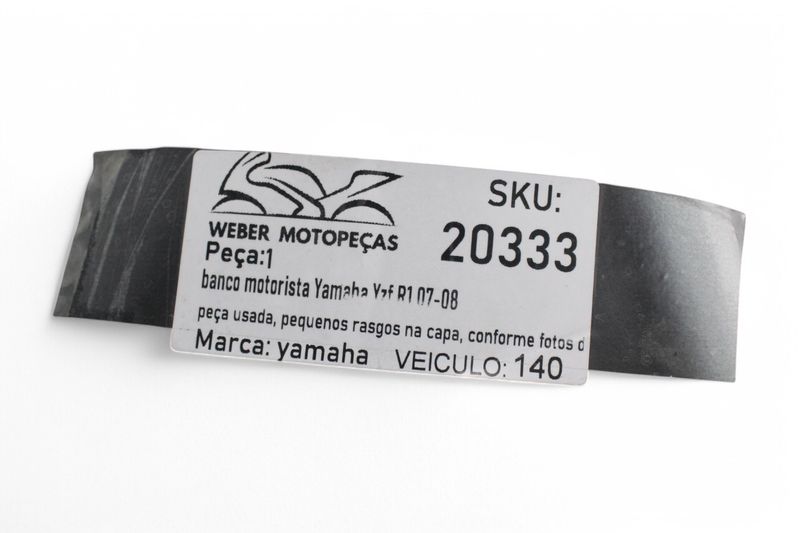 WEBER MOTOPEÇAS
SKU:
20333
Peça:1
banco motorista Yamaha Yzf R1 07-08
peça usada, pequenos rasgos na capa, conforme fotos d
Marca: yamaha VEICULO: 140